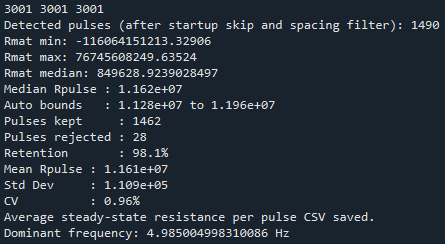 3001 3001 3001
Detected pulses (after startup skip and spacing filter): 1490
Rmat min: -116064151213.32906
Rmat max: 76745608249.63524
Rmat median: 849628.9239028497
Median Rpulse : 1.162e+07
Auto bounds   : 1.128e+07 to 1.196e+07
Pulses kept     : 1462
Pulses rejected : 28
Retention       : 98.1%
Mean Rpulse : 1.161e+07
Std Dev     : 1.109e+05
CV          : 0.96%
Average steady-state resistance per pulse CSV saved.
Dominant frequency: 4.985004998310086 Hz